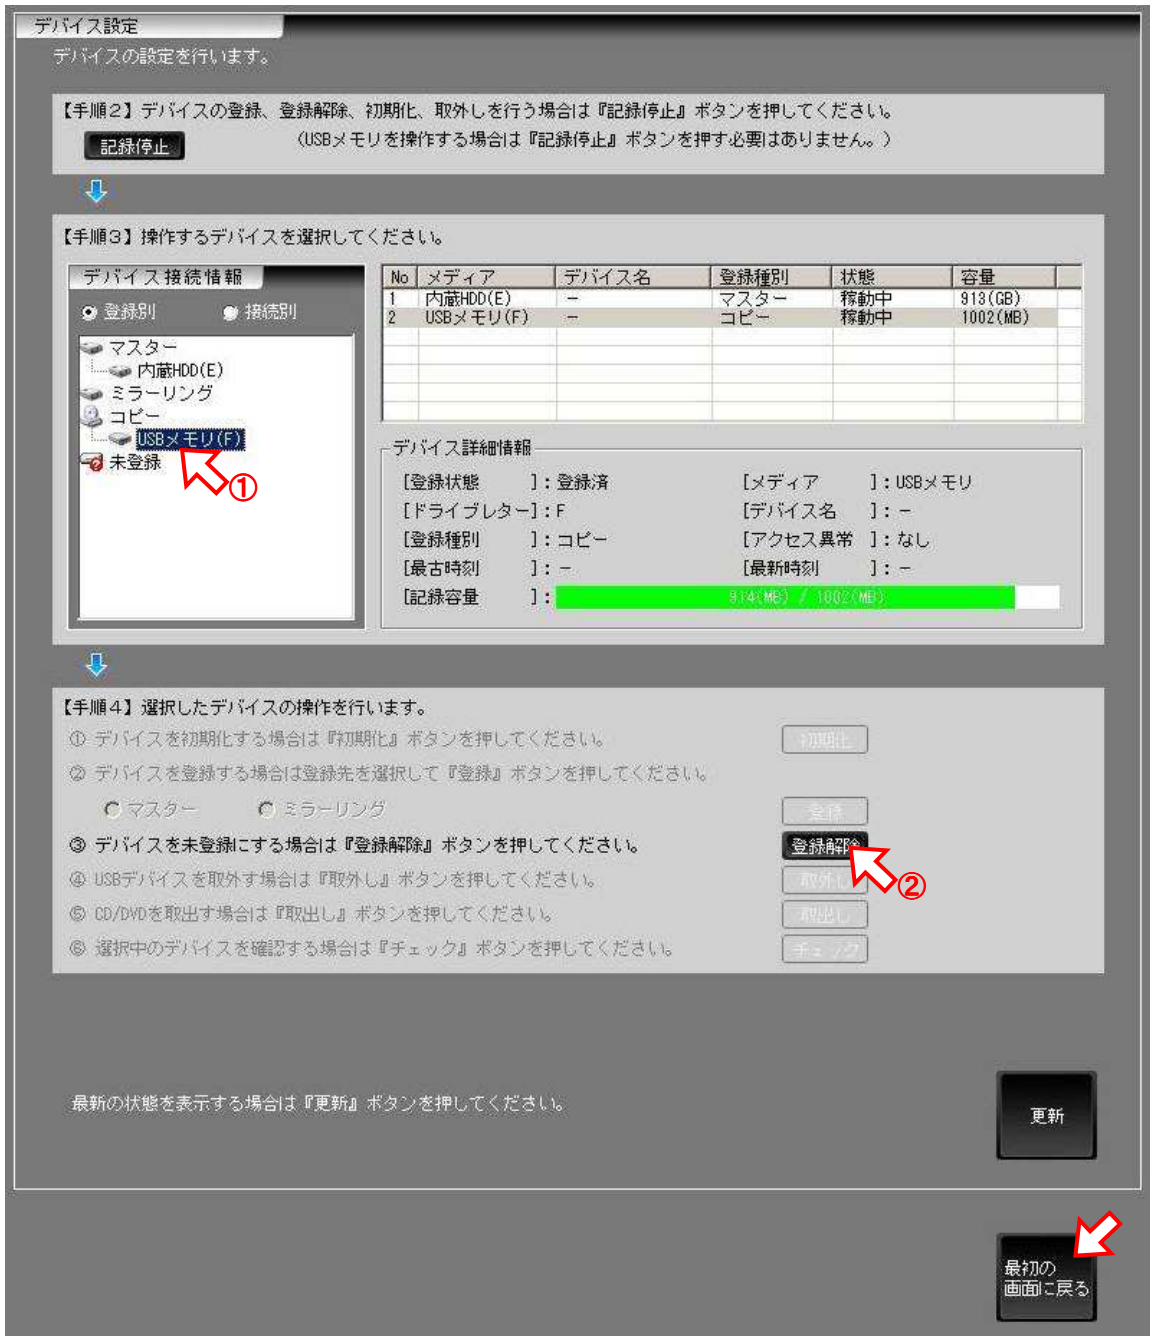 デバイス設定
デバイスの設定を行います。
【手順2】デバイスの登録、登録解除、初期化、取外しを行う場合は『記録停止』ボタンを押してください。
記録停止
(USBメモリを操作する場合は『記録停止』ボタンを押す必要はありません。)
【手順3】操作するデバイスを選択してください。
デバイス接続情報
登録別 接続別
マスター
内蔵HDD(E)
ミラーリング
コピー
USBメモリ(F)
未登録
①
No メディア デバイス名 登録種別 状態 容量
1 内蔵HDD(E) － マスター 稼動中 913(GB)
2 USBメモリ(F) － コピー 稼動中 1002(MB)
デバイス詳細情報
[登録状態 ]:登録済 [メディア ]:USBメモリ
[ドライブレター]:F [デバイス名 ]:－
[登録種別 ]:コピー [アクセス異常 ]:なし
[最古時刻 ]:－ [最新時刻 ]:－
[記録容量 ]: 914(MB) / 1002(MB)
【手順4】選択したデバイスの操作を行います。
① デバイスを初期化する場合は『初期化』ボタンを押してください。 初期化
② デバイスを登録する場合は登録先を選択して『登録』ボタンを押してください。
マスター ミラーリング 登録
③ デバイスを未登録にする場合は『登録解除』ボタンを押してください。 登録解除
②
④ USBデバイスを取外す場合は『取外し』ボタンを押してください。 取外し
⑤ CD/DVDを取出す場合は『取出し』ボタンを押してください。 取出し
⑥ 選択中のデバイスを確認する場合は『チェック』ボタンを押してください。 チェック
最新の状態を表示する場合は『更新』ボタンを押してください。
更新
最初の
画面に戻る